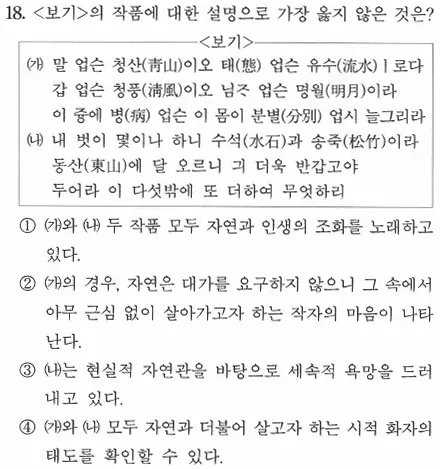 18. <보기>의 작품에 대한 설명으로 가장 옳지 않은 것은?
<보기>
㈎ 말 업슨 청산(靑山)이오 태(態) 업슨 유수(流水)ㅣ로다
갑 업슨 청풍(淸風)이오 님ᄌᆞ 업슨 명월(明月)이라
이 즁에 병(病) 업슨 이 몸이 분별(分別) 업시 늘그리라
㈏ 내 벗이 몇이나 하니 수석(水石)과 송죽(松竹)이라
동산(東山)에 달 오르니 긔 더욱 반갑고야
두어라 이 다섯밖에 또 더하여 무엇하리
① ㈎와 ㈏ 두 작품 모두 자연과 인생의 조화를 노래하고
있다.
② ㈎의 경우, 자연은 대가를 요구하지 않으니 그 속에서
아무 근심 없이 살아가고자 하는 작자의 마음이 나타
난다.
③ ㈏는 현실적 자연관을 바탕으로 세속적 욕망을 드러
내고 있다.
④ ㈎와 ㈏ 모두 자연과 더불어 살고자 하는 시적 화자의
태도를 확인할 수 있다.